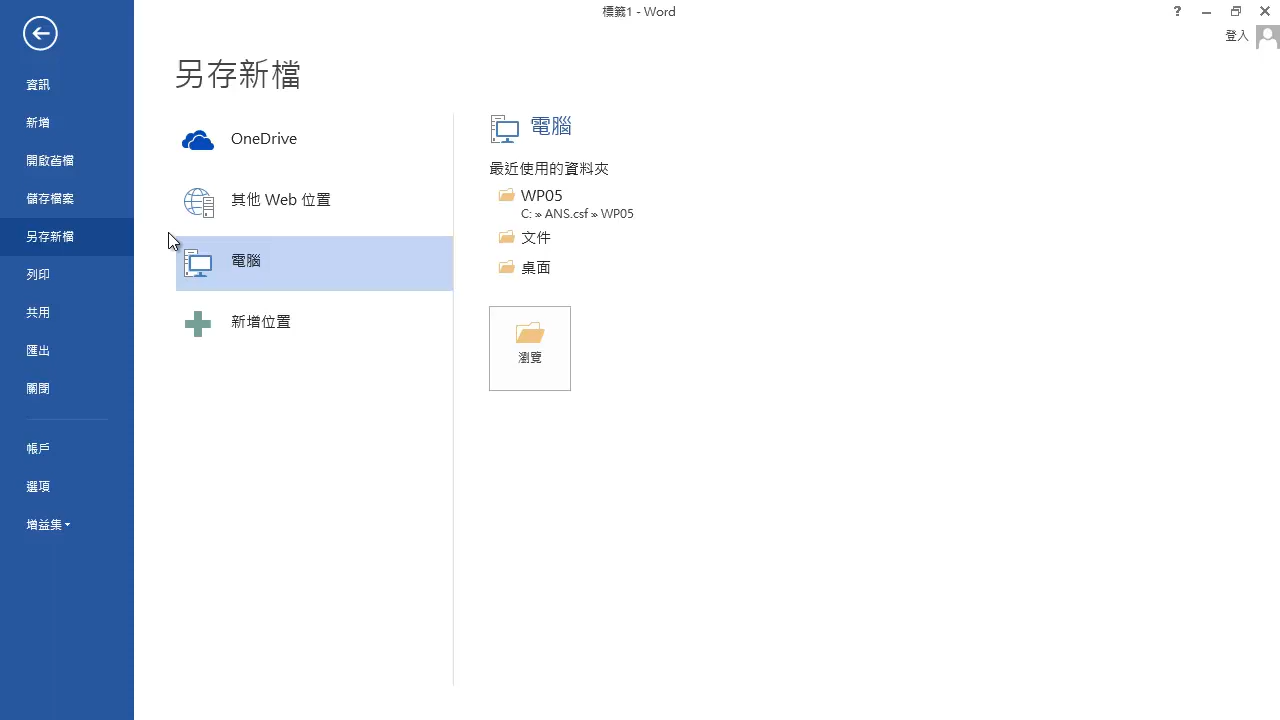 標籤1 - Word
?
登入
資訊
新增
開啟舊檔
儲存檔案
另存新檔
列印
共用
匯出
關閉
帳戶
選項
增益集
另存新檔
OneDrive
其他 Web 位置
電腦
新增位置
電腦
最近使用的資料夾
WP05
C: » ANS.csf » WP05
文件
桌面
瀏覽